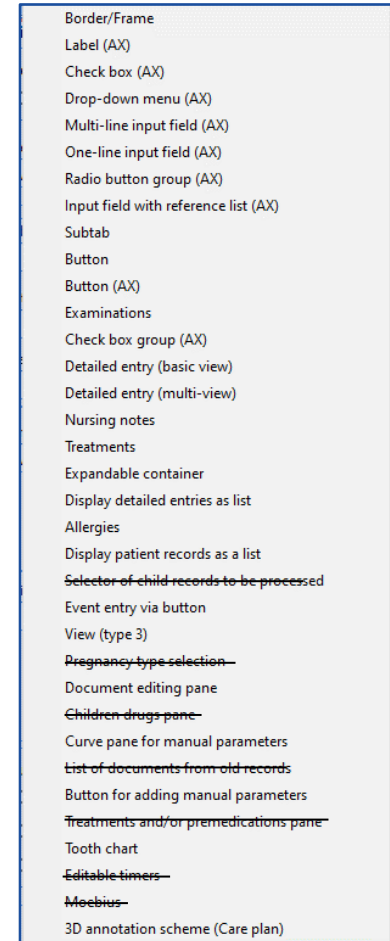 Border/Frame
Label (AX)
Check box (AX)
Drop-down menu (AX)
Multi-line input field (AX)
One-line input field (AX)
Radio button group (AX)
Input field with reference list (AX)
Subtab
Button
Button (AX)
Examinations
Check box group (AX)
Detailed entry (basic view)
Detailed entry (multi-view)
Nursing notes
Treatments
Expandable container
Display detailed entries as list
Allergies
Display patient records as a list
Selector of child records to be processed
Event entry via button
View (type 3)
Pregnancy type selection
Document editing pane
Children drugs pane
Curve pane for manual parameters
List of documents from old records
Button for adding manual parameters
Treatments and/or premedications pane
Tooth chart
Editable timers
Moebius
3D annotation scheme (Care plan)